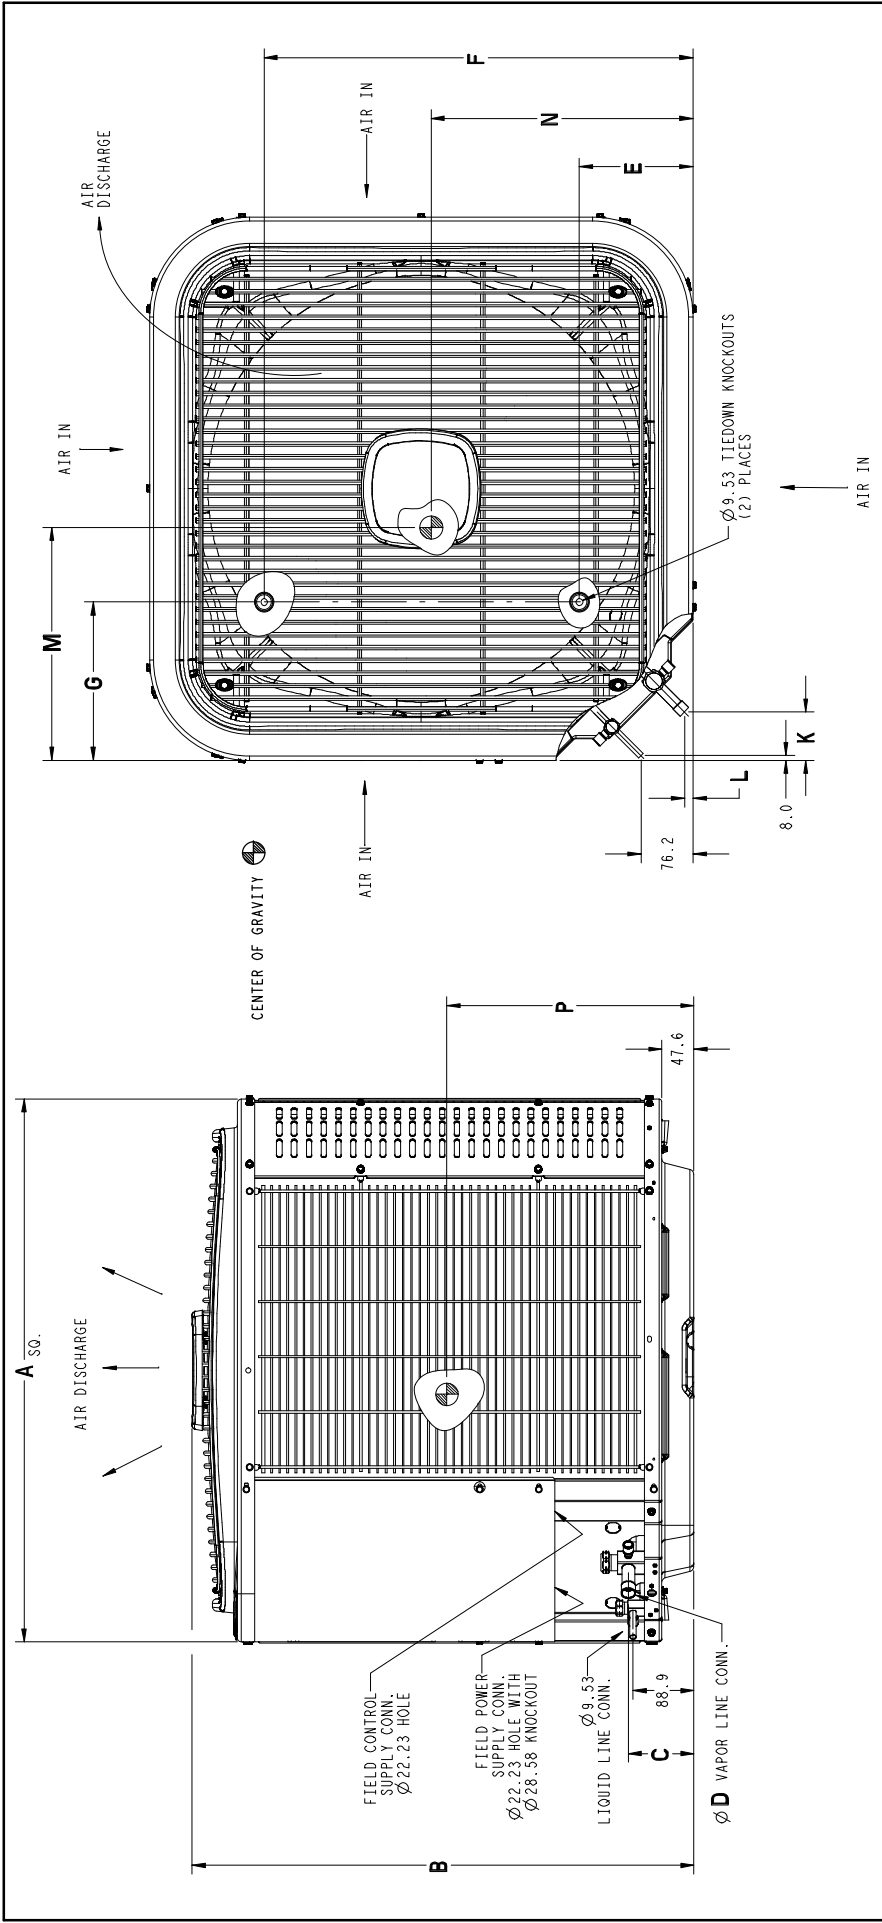 A SQ.
AIR DISCHARGE
B
FIELD CONTROL
SUPPLY CONN.
Ø22.23 HOLE
FIELD POWER
SUPPLY CONN.
Ø22.23 HOLE WITH
Ø28.58 KNOCKOUT
Ø9.53
LIQUID LINE CONN.
C
88.9
ØD VAPOR LINE CONN.
P
47.6
CENTER OF GRAVITY
AIR IN
M
G
AIR IN
AIR
DISCHARGE
AIR IN
F
N
E
Ø9.53 TIEDOWN KNOCKOUTS
(2) PLACES
AIR IN
76.2
L
8.0
K